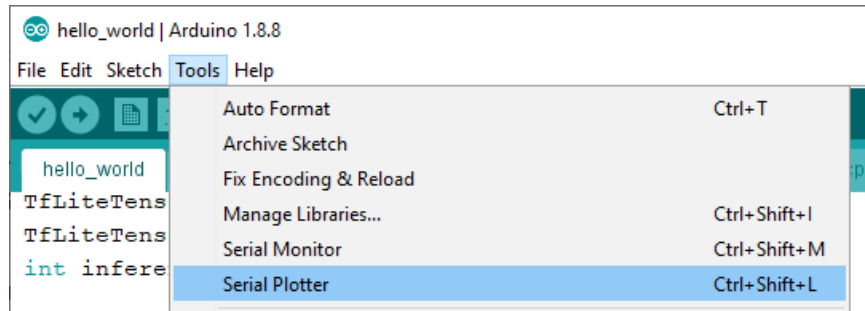 hello_world | Arduino 1.8.8
File Edit Sketch Tools Help
Auto Format Ctrl+T
Archive Sketch
hello_world
Fix Encoding & Reload
TfLiteTens
Manage Libraries... Ctrl+Shift+I
TfLiteTens
Serial Monitor Ctrl+Shift+M
int infere
Serial Plotter Ctrl+Shift+L